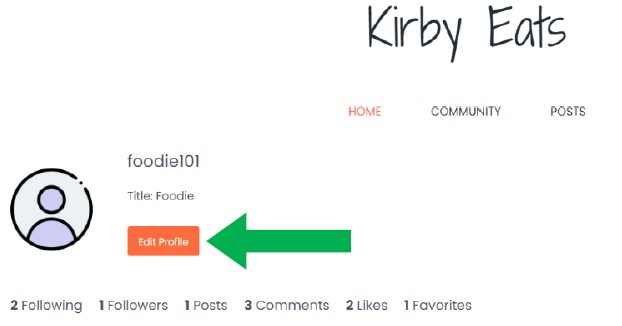 Kirby Eats
HOME COMMUNITY POSTS
foodie101
Title: Foodie
Edit Profile
2 Following 1 Followers 1 Posts 3 Comments 2 Likes 1 Favorites